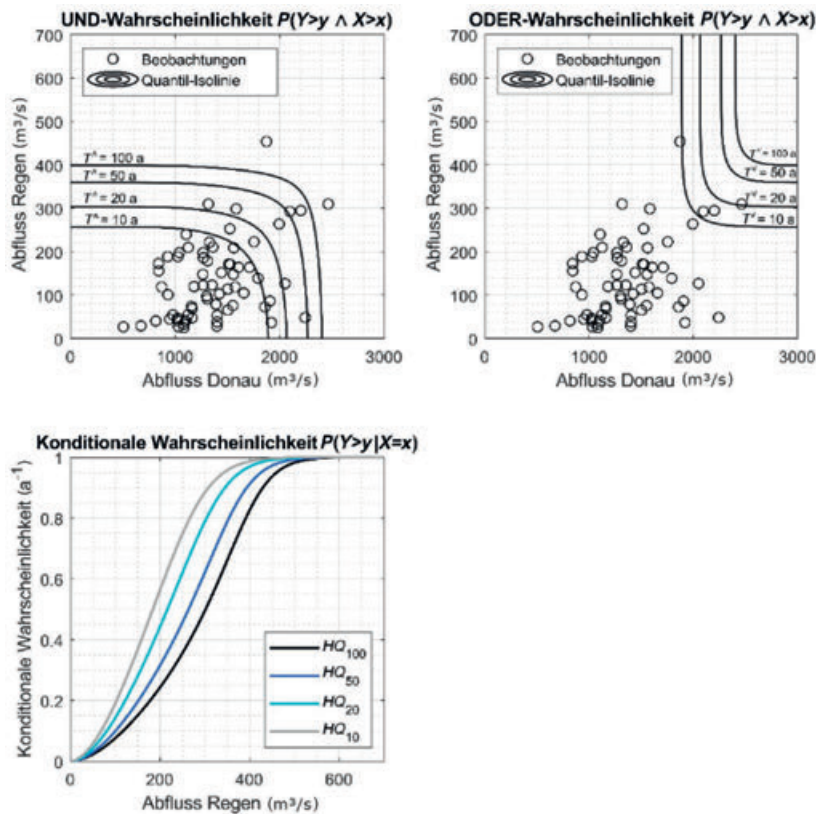 UND-Wahrscheinlichkeit P(Y>y ∧ X>x)
700
600
500
400
300
200
100
0
Abfluss Regen (m³/s)
Beobachtungen
Quantil-Isolinie
T^ = 100 a
T^ = 50 a
T^ = 20 a
T^ = 10 a
0 1000 2000 3000
Abfluss Donau (m³/s)
ODER-Wahrscheinlichkeit P(Y>y ∧ X>x)
700
600
500
400
300
200
100
0
Abfluss Regen (m³/s)
Beobachtungen
Quantil-Isolinie
Tᵛ = 100 a
Tᵛ = 50 a
Tᵛ = 20 a
Tᵛ = 10 a
0 1000 2000 3000
Abfluss Donau (m³/s)
Konditionale Wahrscheinlichkeit P(Y>y|X=x)
1
0.8
0.6
0.4
0.2
0
Konditionale Wahrscheinlichkeit (a⁻¹)
HQ₁₀₀
HQ₅₀
HQ₂₀
HQ₁₀
0 200 400 600
Abfluss Regen (m³/s)